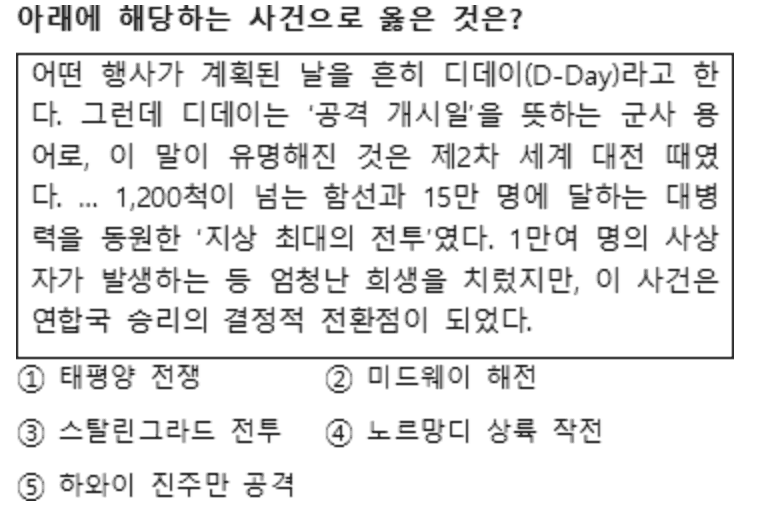 아래에 해당하는 사건으로 옳은 것은?
어떤 행사가 계획된 날을 흔히 디데이(D-Day)라고 한
다. 그런데 디데이는 '공격 개시일'을 뜻하는 군사 용
어로, 이 말이 유명해진 것은 제2차 세계 대전 때였
다. ... 1,200척이 넘는 함선과 15만 명에 달하는 대병
력을 동원한 '지상 최대의 전투'였다. 1만여 명의 사상
자가 발생하는 등 엄청난 희생을 치렀지만, 이 사건은
연합국 승리의 결정적 전환점이 되었다.
① 태평양 전쟁 ② 미드웨이 해전
③ 스탈린그라드 전투 ④ 노르망디 상륙 작전
⑤ 하와이 진주만 공격